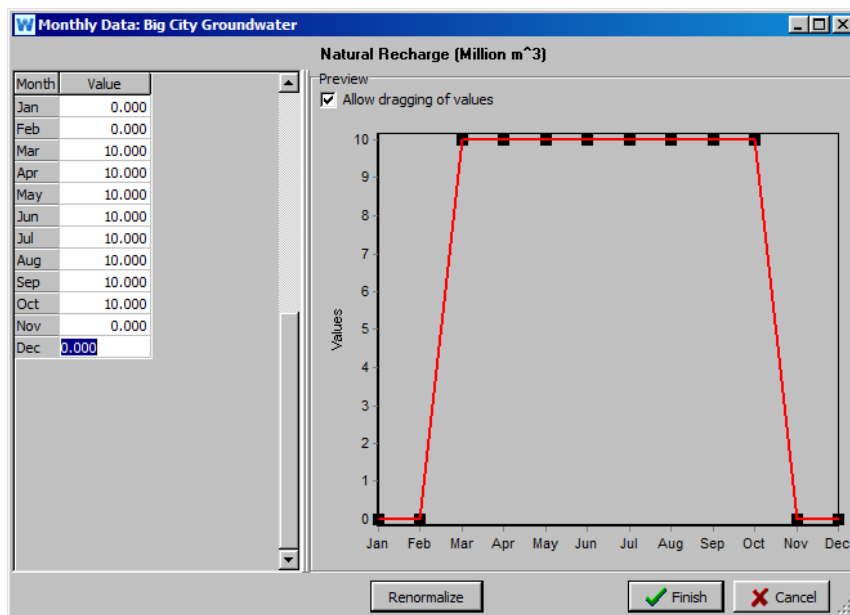 W Monthly Data: Big City Groundwater
Natural Recharge (Million m^3)
Month Value
Jan 0.000
Feb 0.000
Mar 10.000
Apr 10.000
May 10.000
Jun 10.000
Jul 10.000
Aug 10.000
Sep 10.000
Oct 10.000
Nov 0.000
Dec 0.000
Preview
Allow dragging of values
Values
10
9
8
7
6
5
4
3
2
1
0
Jan Feb Mar Apr May Jun Jul Aug Sep Oct Nov Dec
Renormalize Finish Cancel